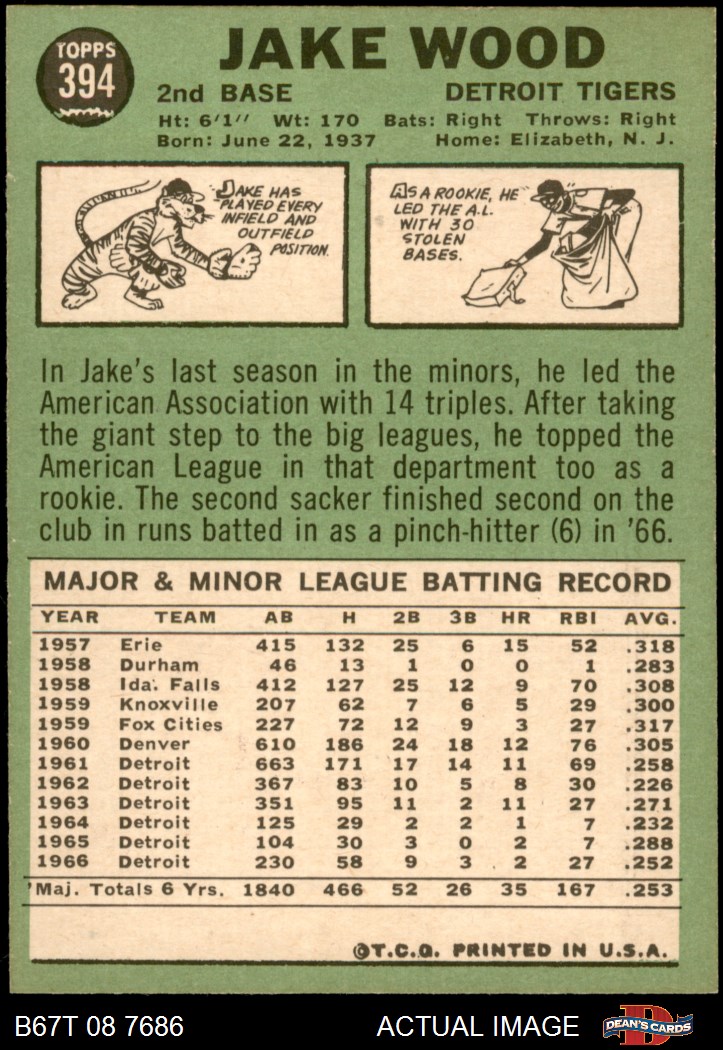 TOPPS
394
JAKE WOOD
2nd BASE DETROIT TIGERS
Ht: 6'1" Wt: 170 Bats: Right Throws: Right
Born: June 22, 1937 Home: Elizabeth, N. J.
JAKE HAS
PLAYED EVERY
INFIELD AND
OUTFIELD
POSITION.
AS A ROOKIE, HE
LED THE A.L.
WITH 30
STOLEN
BASES.
In Jake's last season in the minors, he led the
American Association with 14 triples. After taking
the giant step to the big leagues, he topped the
American League in that department too as a
rookie. The second sacker finished second on the
club in runs batted in as a pinch-hitter (6) in '66.
MAJOR & MINOR LEAGUE BATTING RECORD
YEAR TEAM AB H 2B 3B HR RBI AVG.
1957 Erie 415 132 25 6 15 52 .318
1958 Durham 46 13 1 0 0 1 .283
1958 Ida. Falls 412 127 25 12 9 70 .308
1959 Knoxville 207 62 7 6 5 29 .300
1959 Fox Cities 227 72 12 9 3 27 .317
1960 Denver 610 186 24 18 12 76 .305
1961 Detroit 663 171 17 14 11 69 .258
1962 Detroit 367 83 10 5 8 30 .226
1963 Detroit 351 95 11 2 11 27 .271
1964 Detroit 125 29 2 2 1 7 .232
1965 Detroit 104 30 3 0 2 7 .288
1966 Detroit 230 58 9 3 2 27 .252
Maj. Totals 6 Yrs. 1840 466 52 26 35 167 .253
©T.C.G. PRINTED IN U.S.A.
B67T 08 7686 ACTUAL IMAGE D DEAN'S CARDS